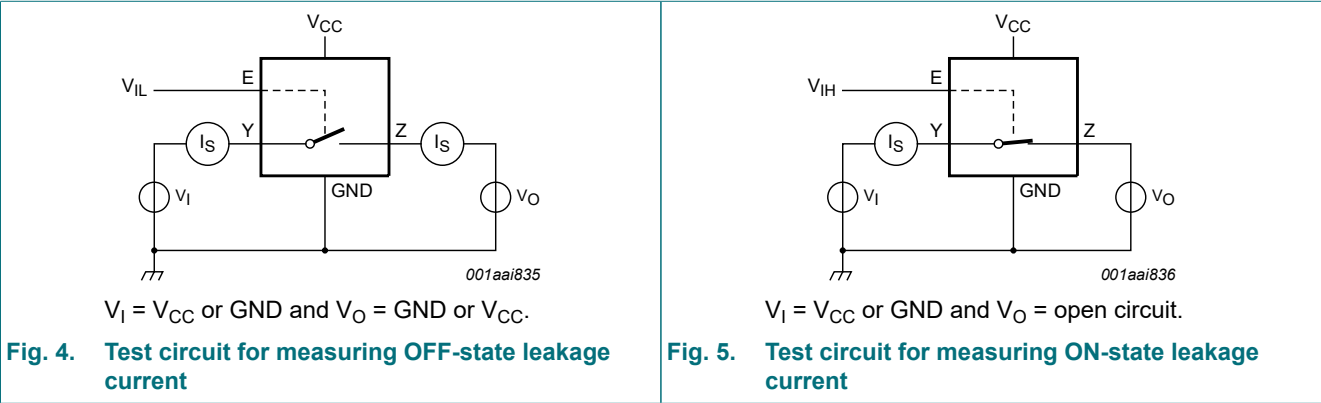 VCC
E
VIL
IS
Y
Z
IS
VI
GND
VO
001aai835
VI = VCC or GND and VO = GND or VCC.
Fig. 4. Test circuit for measuring OFF-state leakage
current
VCC
E
VIH
IS
Y
Z
VI
GND
VO
001aai836
VI = VCC or GND and VO = open circuit.
Fig. 5. Test circuit for measuring ON-state leakage
current